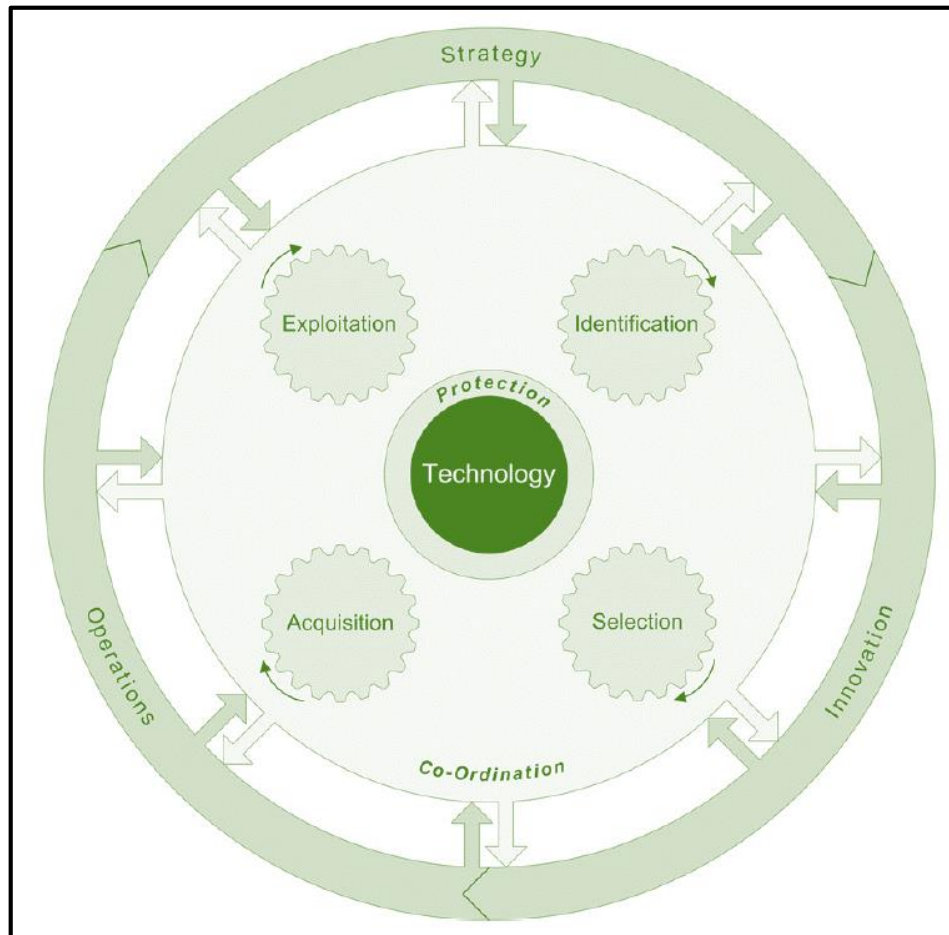 Strategy
Exploitation
Identification
Protection
Technology
Acquisition
Selection
Operations
Innovation
Co-Ordination